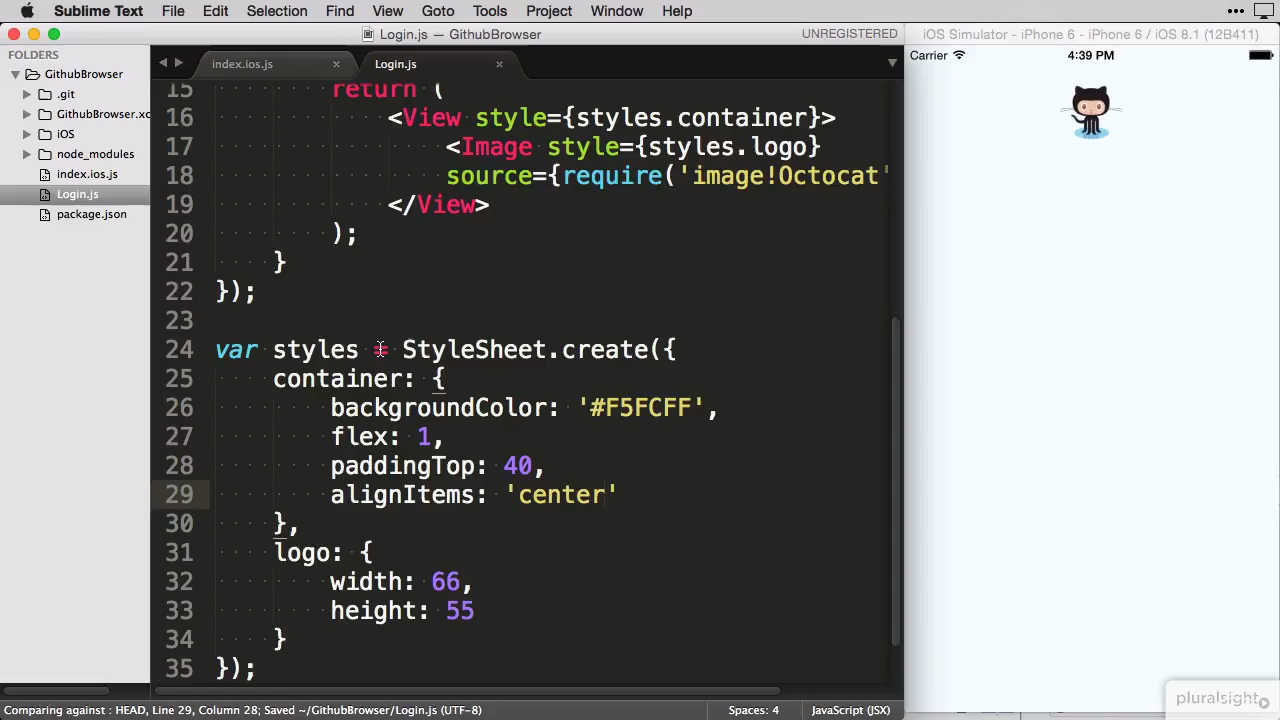 Sublime Text File Edit Selection Find View Goto Tools Project Window Help
Login.js — GithubBrowser
UNREGISTERED
iOS Simulator - iPhone 6 - iPhone 6 / iOS 8.1 (12B411)
FOLDERS
GithubBrowser
.git
GithubBrowser.xc
iOS
node_modules
index.ios.js
Login.js
package.json
index.ios.js
Login.js
15 return (
16 <View style={styles.container}>
17 <Image style={styles.logo}
18 source={require('image!Octocat'
19 </View>
20 );
21 }
22 });
23
24 var styles = StyleSheet.create({
25 container: {
26 backgroundColor: '#F5FCFF',
27 flex: 1,
28 paddingTop: 40,
29 alignItems: 'center'
30 },
31 logo: {
32 width: 66,
33 height: 55
34 }
35 });
Carrier 4:39 PM
pluralsight
Comparing against: HEAD, Line 29, Column 28; Saved ~/GithubBrowser/Login.js (UTF-8)
Spaces: 4
JavaScript (JSX)